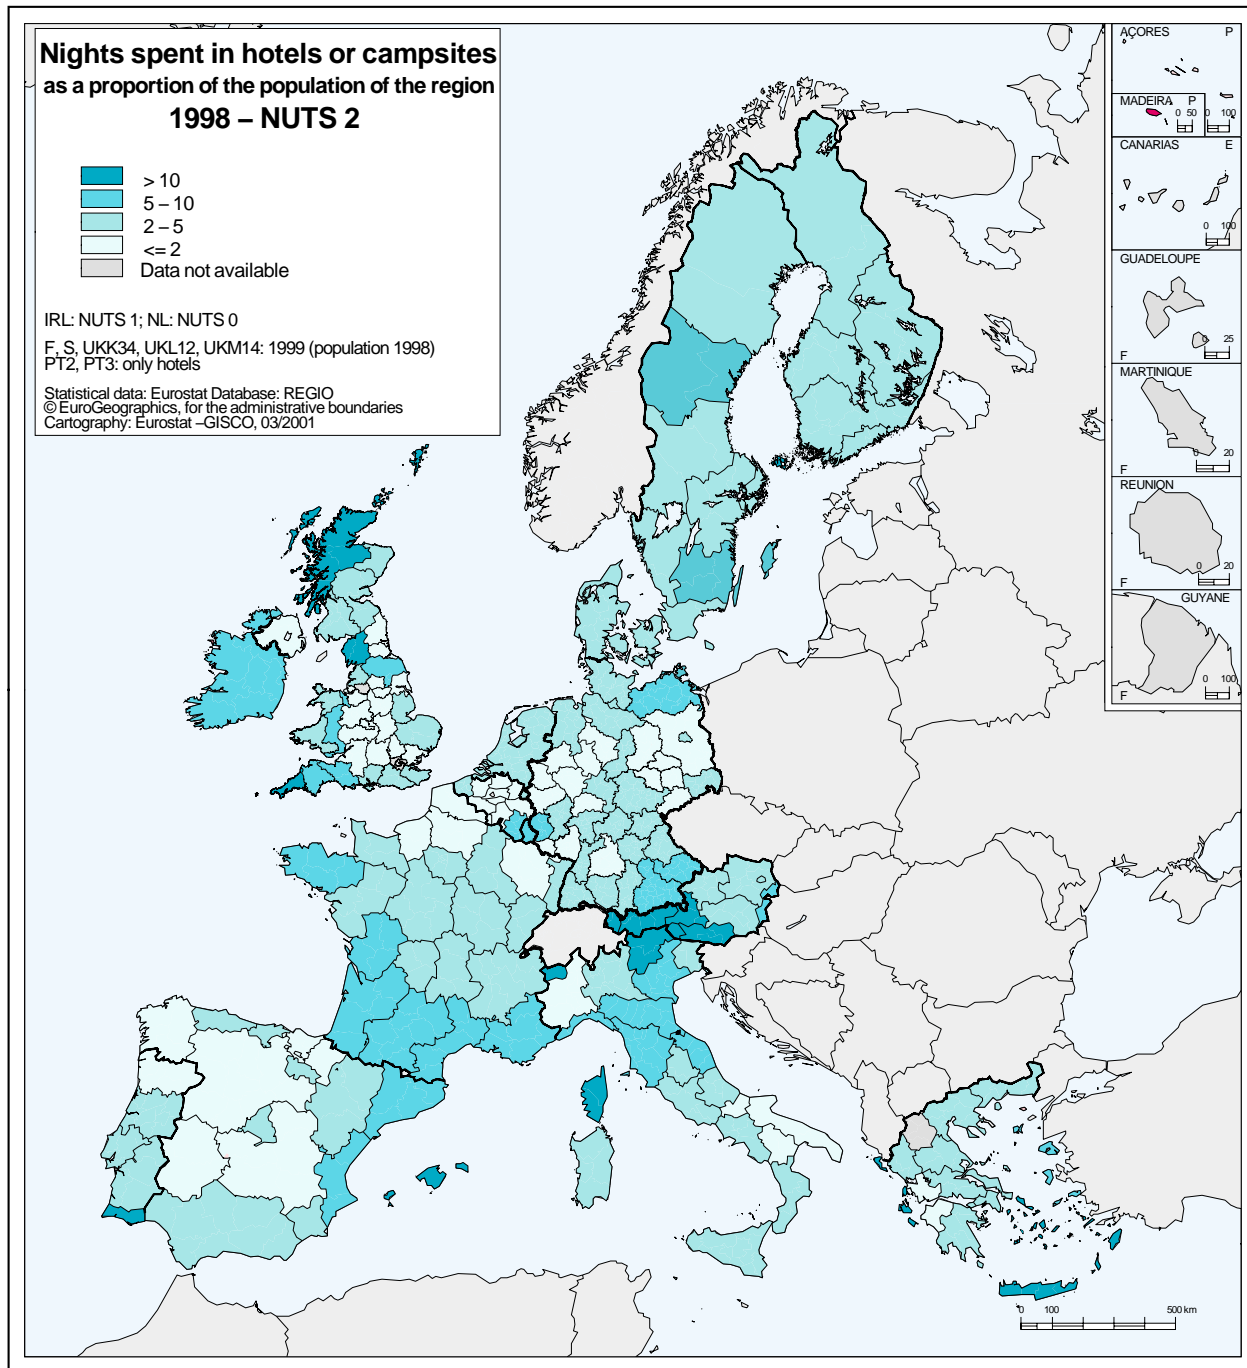 Nights spent in hotels or campsites
as a proportion of the population of the region
1998 – NUTS 2
> 10
5 – 10
2 – 5
<= 2
Data not available
IRL: NUTS 1; NL: NUTS 0
F, S, UKK34, UKL12, UKM14: 1999 (population 1998)
PT2, PT3: only hotels
Statistical data: Eurostat Database: REGIO
© EuroGeographics, for the administrative boundaries
Cartography: Eurostat – GISCO, 03/2001
AÇORES P
MADEIRA P
0 50
0 100
CANARIAS E
0 100
GUADELOUPE
0 25
F
MARTINIQUE
0 20
F
REUNION
0 20
F
GUYANE
0 100
F
0 100 500 km